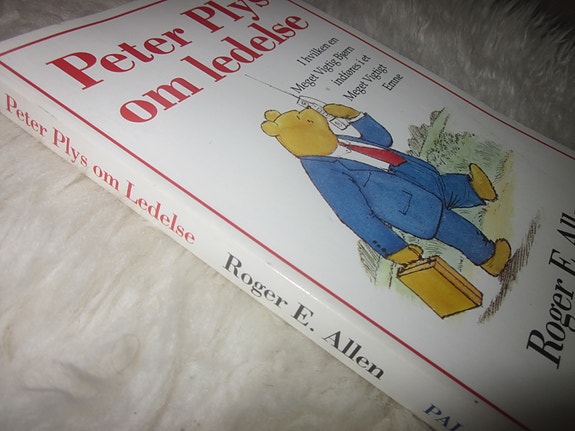 Peter Plys
om ledelse
I hvilken en
Meget Vigtig Bjørn
indføres i et
Meget Vigtigt
Emne
Roger E. All
Peter Plys om Ledelse
Roger E. Allen